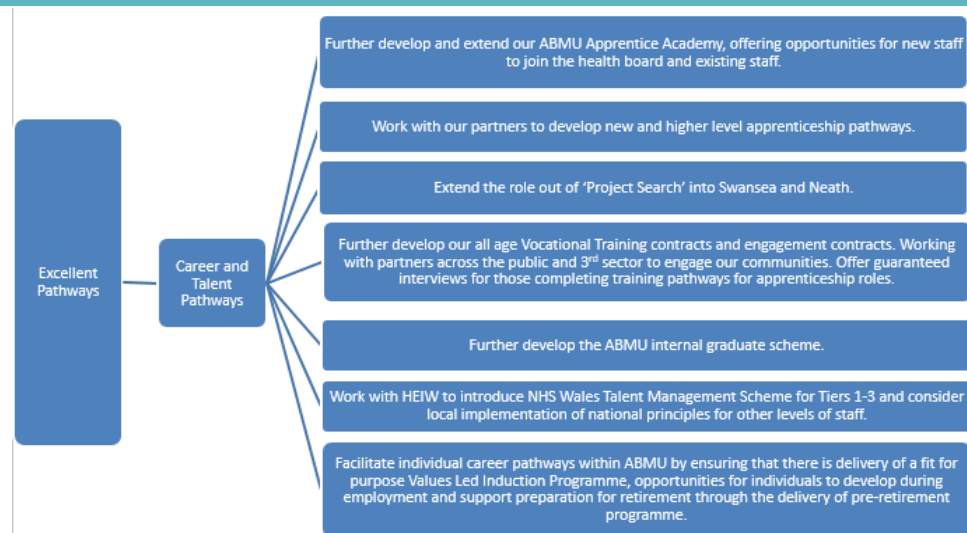 Excellent
Pathways
Career and
Talent
Pathways
Further develop and extend our ABMU Apprentice Academy, offering opportunities for new staff
to join the health board and existing staff.
Work with our partners to develop new and higher level apprenticeship pathways.
Extend the role out of ‘Project Search’ into Swansea and Neath.
Further develop our all age Vocational Training contracts and engagement contracts. Working
with partners across the public and 3rd sector to engage our communities. Offer guaranteed
interviews for those completing training pathways for apprenticeship roles.
Further develop the ABMU internal graduate scheme.
Work with HEIW to introduce NHS Wales Talent Management Scheme for Tiers 1-3 and consider
local implementation of national principles for other levels of staff.
Facilitate individual career pathways within ABMU by ensuring that there is delivery of a fit for
purpose Values Led Induction Programme, opportunities for individuals to develop during
employment and support preparation for retirement through the delivery of pre-retirement
programme.